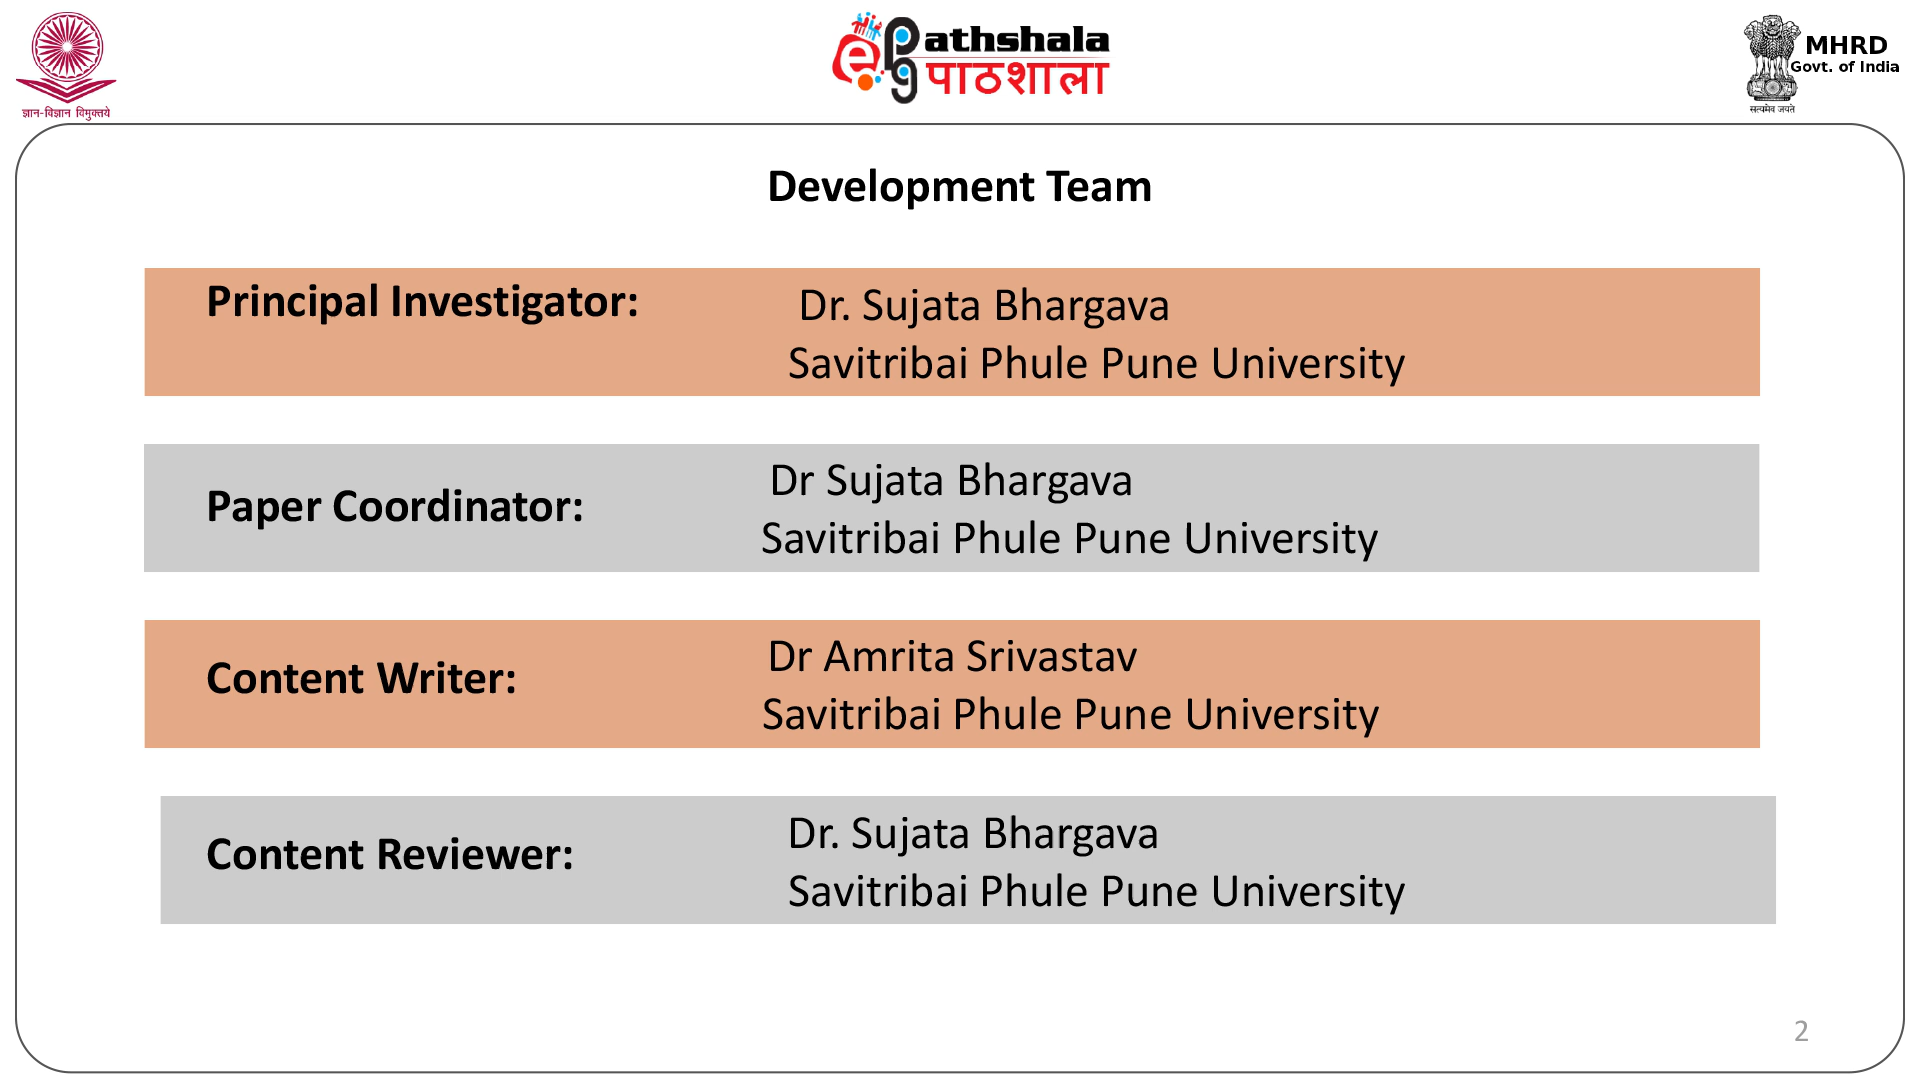 ज्ञान-विज्ञान विमुक्तये
e
pg
athshala
पाठशाला
MHRD
Govt. of India
सत्यमेव जयते
Development Team
Principal Investigator:
Dr. Sujata Bhargava
Savitribai Phule Pune University
Paper Coordinator:
Dr Sujata Bhargava
Savitribai Phule Pune University
Content Writer:
Dr Amrita Srivastav
Savitribai Phule Pune University
Content Reviewer:
Dr. Sujata Bhargava
Savitribai Phule Pune University
2